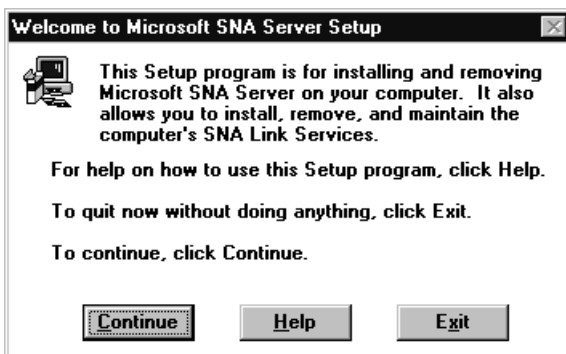 Welcome to Microsoft SNA Server Setup
This Setup program is for installing and removing
Microsoft SNA Server on your computer. It also
allows you to install, remove, and maintain the
computer's SNA Link Services.
For help on how to use this Setup program, click Help.
To quit now without doing anything, click Exit.
To continue, click Continue.
Continue Help Exit